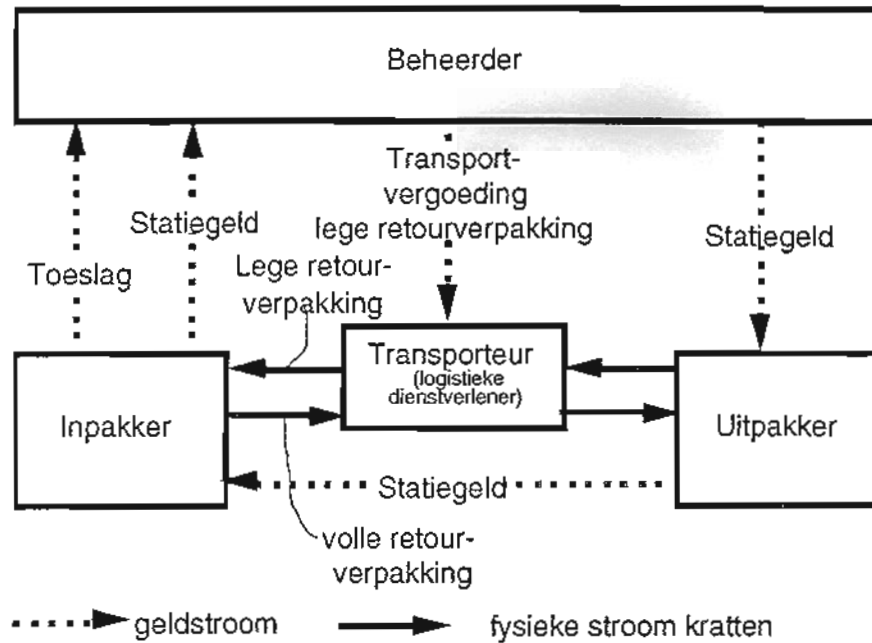 Beheerder
Transport-
vergoeding
lege retourverpakking
Statiegeld
Statiegeld
Toeslag
Lege retour-
verpakking
Transporteur
(logistieke
dienstverlener)
Inpakker
Uitpakker
Statiegeld
volle retour-
verpakking
geldstroom
fysieke stroom kratten